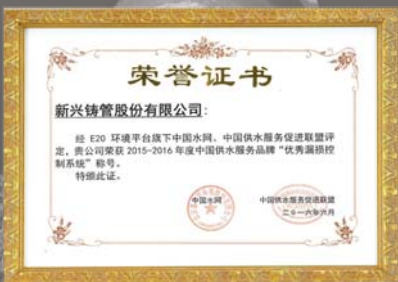 荣誉证书
新兴铸管股份有限公司：
经 E20 环境平台旗下中国水网、中国供水服务促进联盟评
定，贵公司荣获 2015-2016 年度中国供水服务品牌“优秀漏损控
制系统”称号。
特颁此证。
中国水网 中国供水服务促进联盟
二〇一六年六月